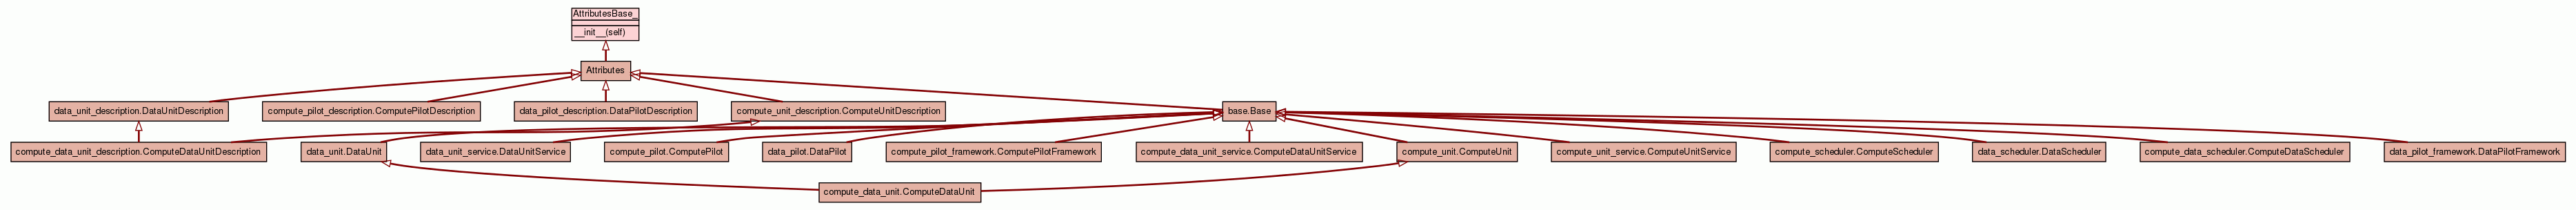 AttributesBase_
__init__(self)
Attributes
data_unit_description.DataUnitDescription
compute_pilot_description.ComputePilotDescription
data_pilot_description.DataPilotDescription
compute_unit_description.ComputeUnitDescription
base.Base
compute_data_unit_description.ComputeDataUnitDescription
data_unit.DataUnit
data_unit_service.DataUnitService
compute_pilot.ComputePilot
data_pilot.DataPilot
compute_pilot_framework.ComputePilotFramework
compute_data_unit_service.ComputeDataUnitService
compute_unit.ComputeUnit
compute_unit_service.ComputeUnitService
compute_scheduler.ComputeScheduler
data_scheduler.DataScheduler
compute_data_scheduler.ComputeDataScheduler
data_pilot_framework.DataPilotFramework
compute_data_unit.ComputeDataUnit